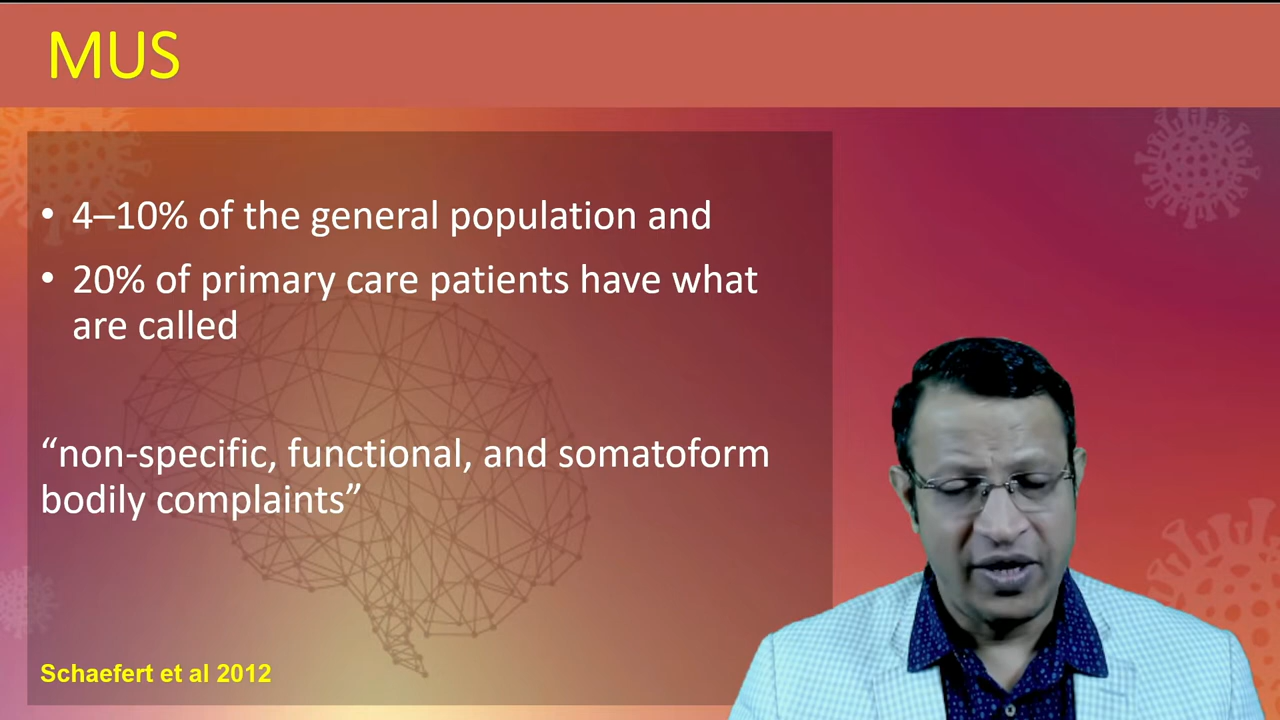 MUS
• 4–10% of the general population and
• 20% of primary care patients have what
are called
“non-specific, functional, and somatoform
bodily complaints”
Schaefert et al 2012